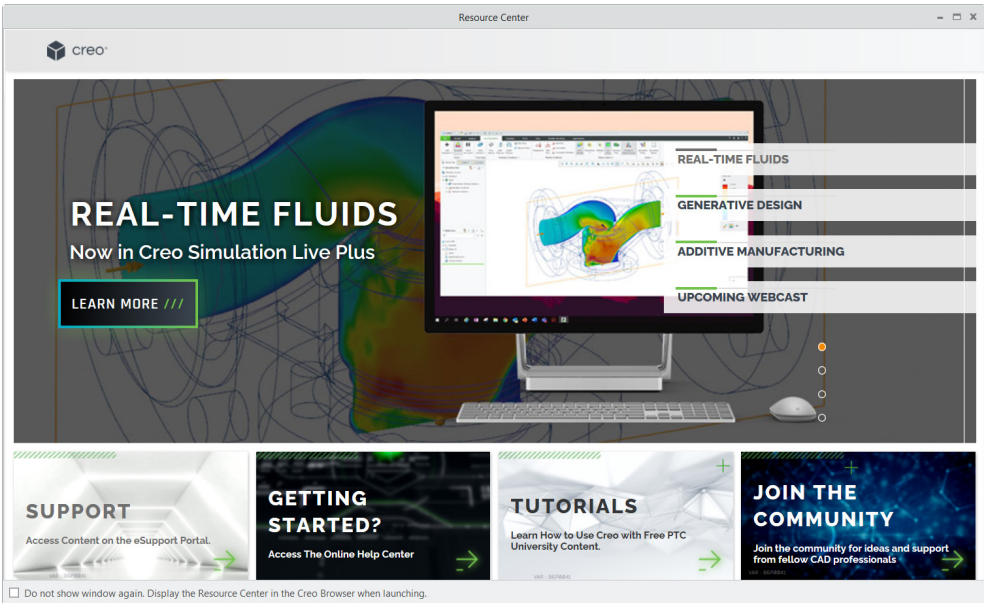 Resource Center
creo®
REAL-TIME FLUIDS
Now in Creo Simulation Live Plus
LEARN MORE ///
REAL-TIME FLUIDS
GENERATIVE DESIGN
ADDITIVE MANUFACTURING
UPCOMING WEBCAST
SUPPORT
Access Content on the eSupport Portal.
GETTING
STARTED?
Access The Online Help Center
TUTORIALS
Learn How to Use Creo with Free PTC
University Content.
JOIN THE
COMMUNITY
Join the community for ideas and support
from fellow CAD professionals
Do not show window again. Display the Resource Center in the Creo Browser when launching.